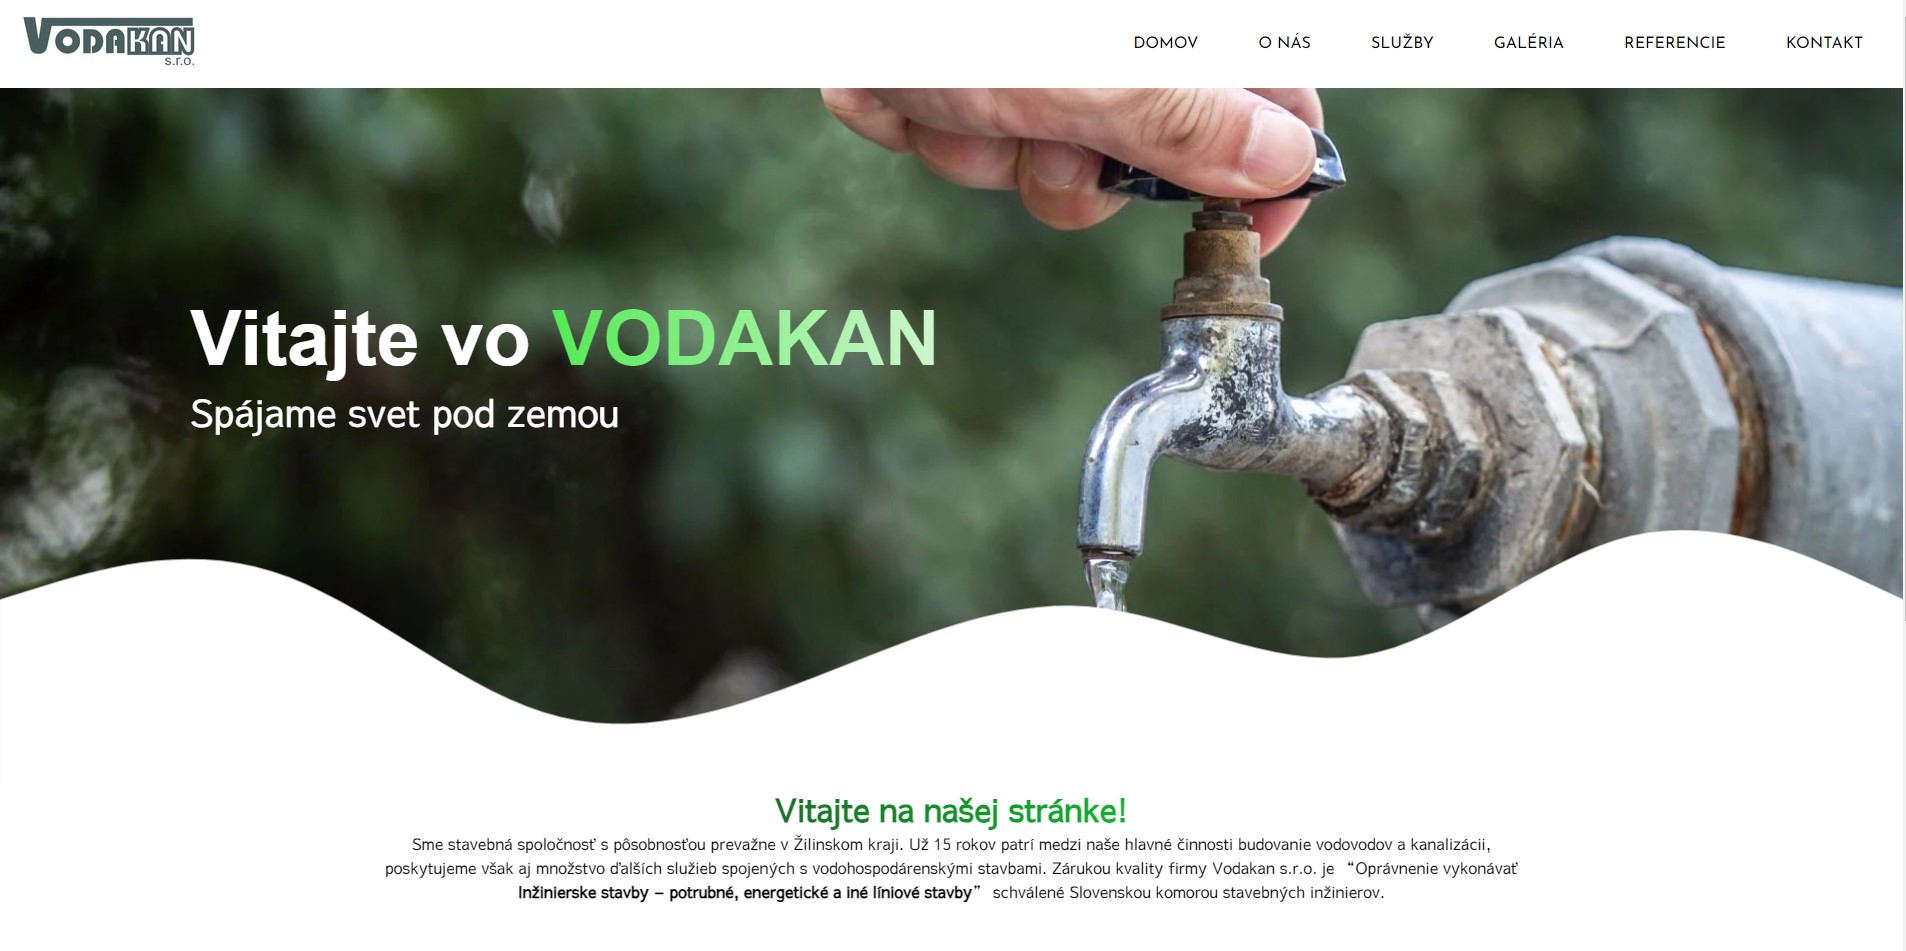 VODAKAN
s.r.o.
DOMOV O NÁS SLUŽBY GALÉRIA REFERENCIE KONTAKT
Vitajte vo VODAKAN
Spájame svet pod zemou
Vitajte na našej stránke!
Sme stavebná spoločnosť s pôsobnosťou prevažne v Žilinskom kraji. Už 15 rokov patrí medzi naše hlavné činnosti budovanie vodovodov a kanalizácii,
poskytujeme však aj množstvo ďalších služieb spojených s vodohospodárenskými stavbami. Zárukou kvality firmy Vodakan s.r.o. je “Oprávnenie vykonávať
Inžinierske stavby – potrubné, energetické a iné líniové stavby” schválené Slovenskou komorou stavebných inžinierov.